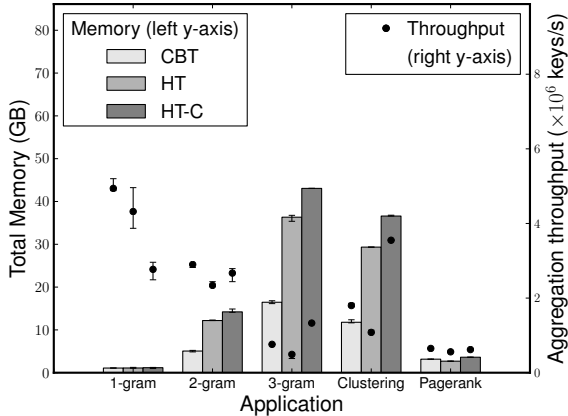 Memory (left y-axis)
CBT
HT
HT-C
Throughput
(right y-axis)
Total Memory (GB)
80
70
60
50
40
30
20
10
0
Aggregation throughput (×10⁶ keys/s)
8
6
4
2
0
1-gram
2-gram
3-gram
Clustering
Pagerank
Application